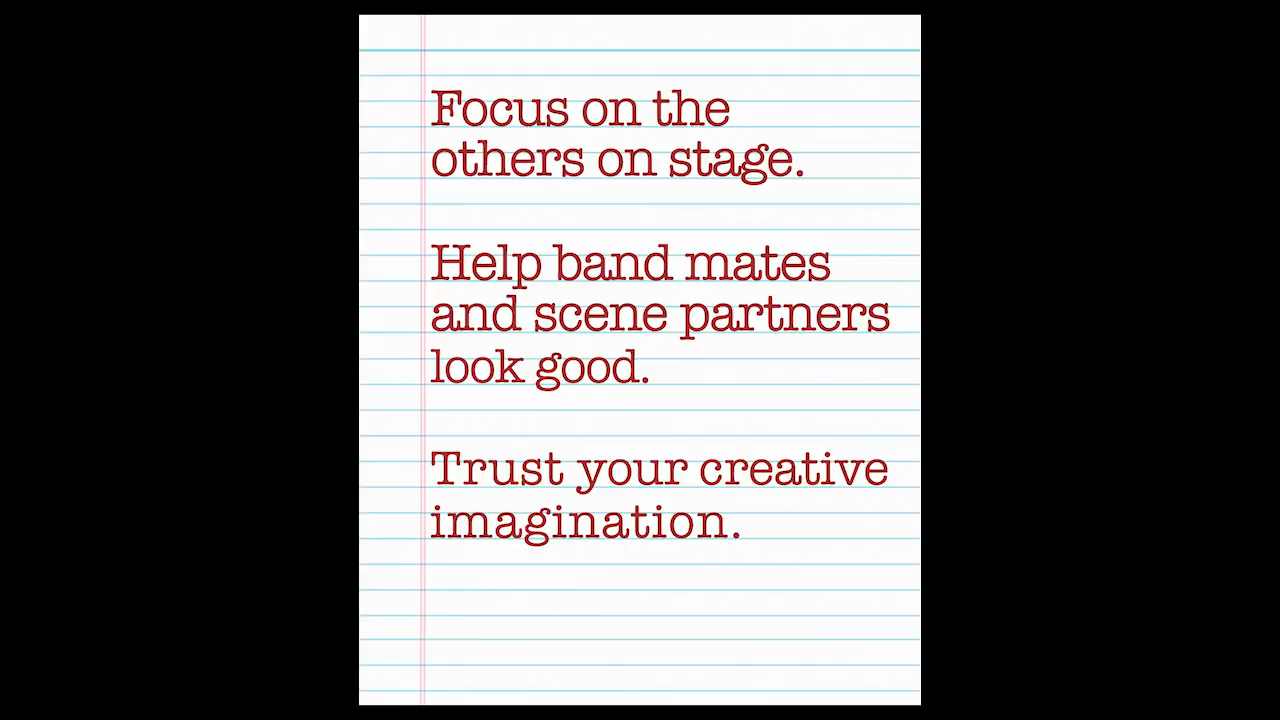 Focus on the
others on stage.
Help band mates
and scene partners
look good.
Trust your creative
imagination.